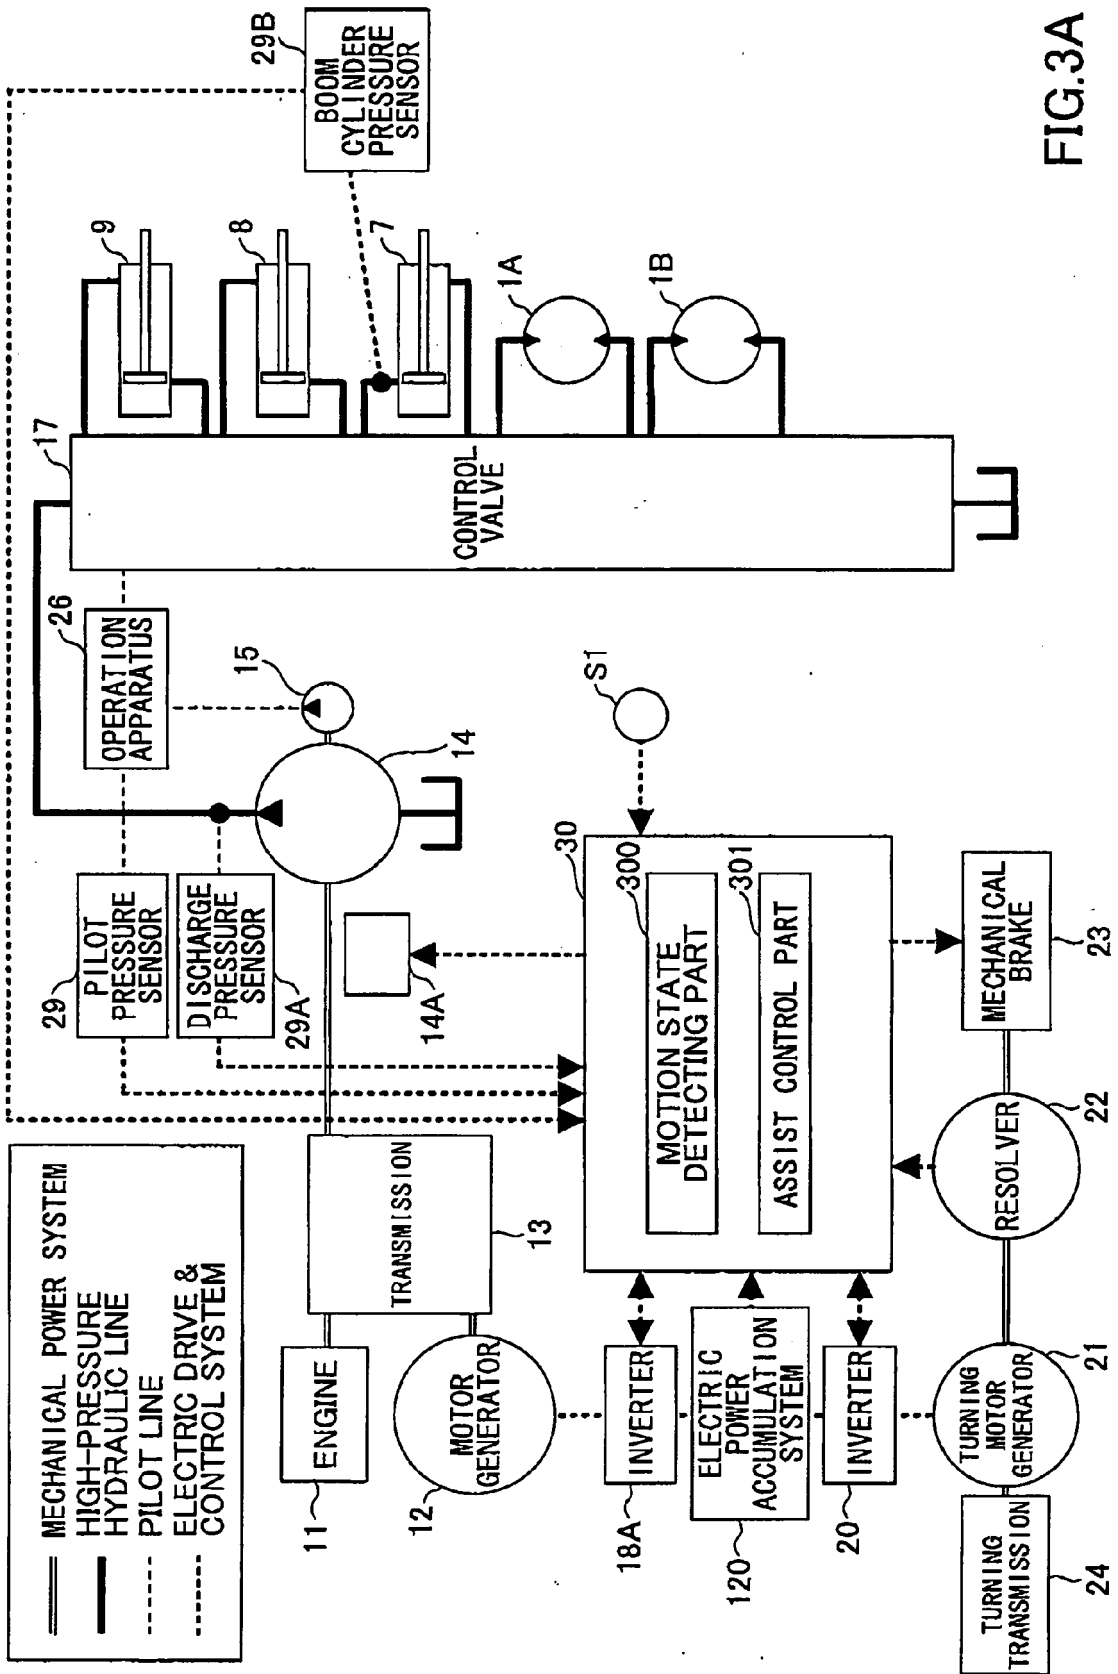 MECHANICAL POWER SYSTEM
HIGH-PRESSURE
HYDRAULIC LINE
PILOT LINE
ELECTRIC DRIVE &
CONTROL SYSTEM
29B
BOOM
CYLINDER
PRESSURE
SENSOR
9
8
7
1A
1B
17
CONTROL
VALVE
26
OPERATION
APPARATUS
15
14
29
PILOT
PRESSURE
SENSOR
DISCHARGE
PRESSURE
SENSOR
29A
14A
TRANSMISSION
13
ENGINE
11
MOTOR
GENERATOR
12
S1
30
300
MOTION STATE
DETECTING PART
301
ASSIST CONTROL PART
INVERTER
18A
ELECTRIC
POWER
ACCUMULATION
SYSTEM
120
INVERTER
20
MECHANICAL
BRAKE
23
RESOLVER
22
TURNING
MOTOR
GENERATOR
21
TURNING
TRANSMISSION
24
FIG.3A